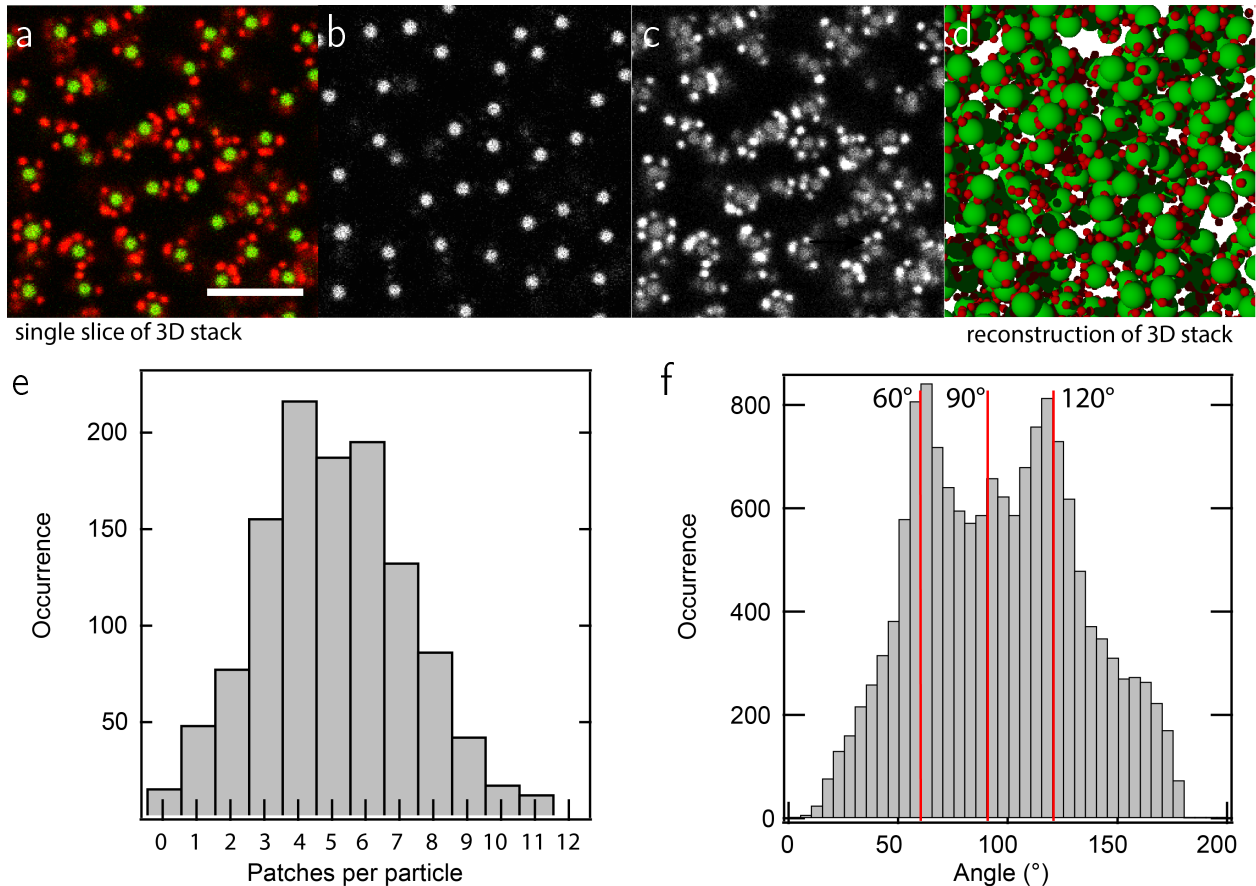 a b c d
single slice of 3D stack
reconstruction of 3D stack
e
200
150
100
50
Occurrence
0 1 2 3 4 5 6 7 8 9 10 11 12
Patches per particle
f
60° 90° 120°
800
600
400
200
0
Occurrence
0 50 100 150 200
Angle (°)